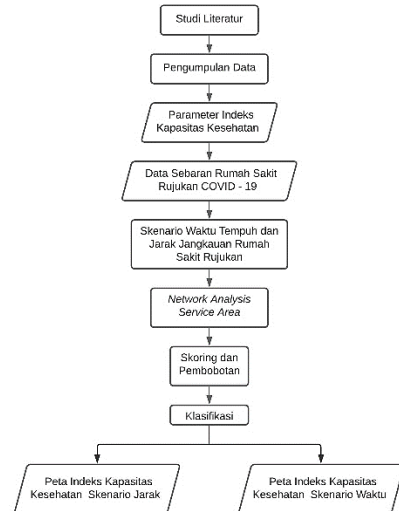 Studi Literatur
Pengumpulan Data
Parameter Indeks
Kapasitas Kesehatan
Data Sebaran Rumah Sakit
Rujukan COVID - 19
Skenario Waktu Tempuh dan
Jarak Jangkauan Rumah
Sakit Rujukan
Network Analysis
Service Area
Skoring dan
Pembobotan
Klasifikasi
Peta Indeks Kapasitas
Kesehatan Skenario Jarak
Peta Indeks Kapasitas
Kesehatan Skenario Waktu